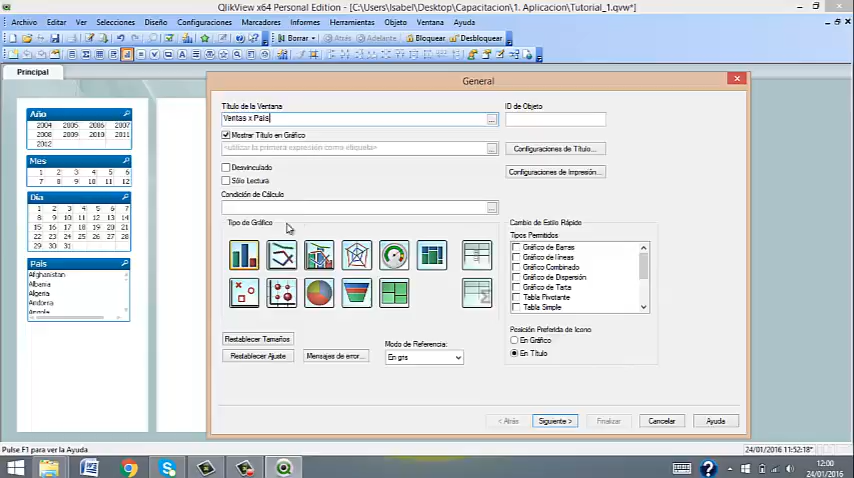 QlikView x64 Personal Edition - [C:\Users\Isabel\Desktop\Capacitacion\1. Aplicacion\Tutorial_1.qvw*]
Archivo Editar Ver Selecciones Diseño Configuraciones Marcadores Informes Herramientas Objeto Ventana Ayuda
Borrar Atrás Adelante Bloquear Desbloquear
Principal
Año
2004 2005 2006 2007
2008 2009 2010 2011
2012
Mes
1 2 3 4 5 6
7 8 9 10 11 12
Día
1 2 3 4 5 6 7
8 9 10 11 12 13 14
15 16 17 18 19 20 21
22 23 24 25 26 27 28
29 30 31
País
Afghanistan
Albania
Algeria
Andorra
Angola
General
Título de la Ventana
Ventas x País
Mostrar Título en Gráfico
<utilizar la primera expresión como etiqueta>
Desvinculado
Sólo Lectura
Condición de Cálculo
ID de Objeto
Configuraciones de Título...
Configuraciones de Impresión...
Tipo de Gráfico
Restablecer Tamaños
Restablecer Ajuste
Mensajes de error...
Modo de Referencia:
En gris
Cambio de Estilo Rápido
Tipos Permitidos
Gráfico de Barras
Gráfico de líneas
Gráfico Combinado
Gráfico de Dispersión
Gráfico de Tarta
Tabla Pivotante
Tabla Simple
Posición Preferida de Icono
En Gráfico
En Título
< Atrás
Siguiente >
Finalizar
Cancelar
Ayuda
Pulse F1 para ver la Ayuda
24/01/2016 11:52:18*
12:00
24/01/2016